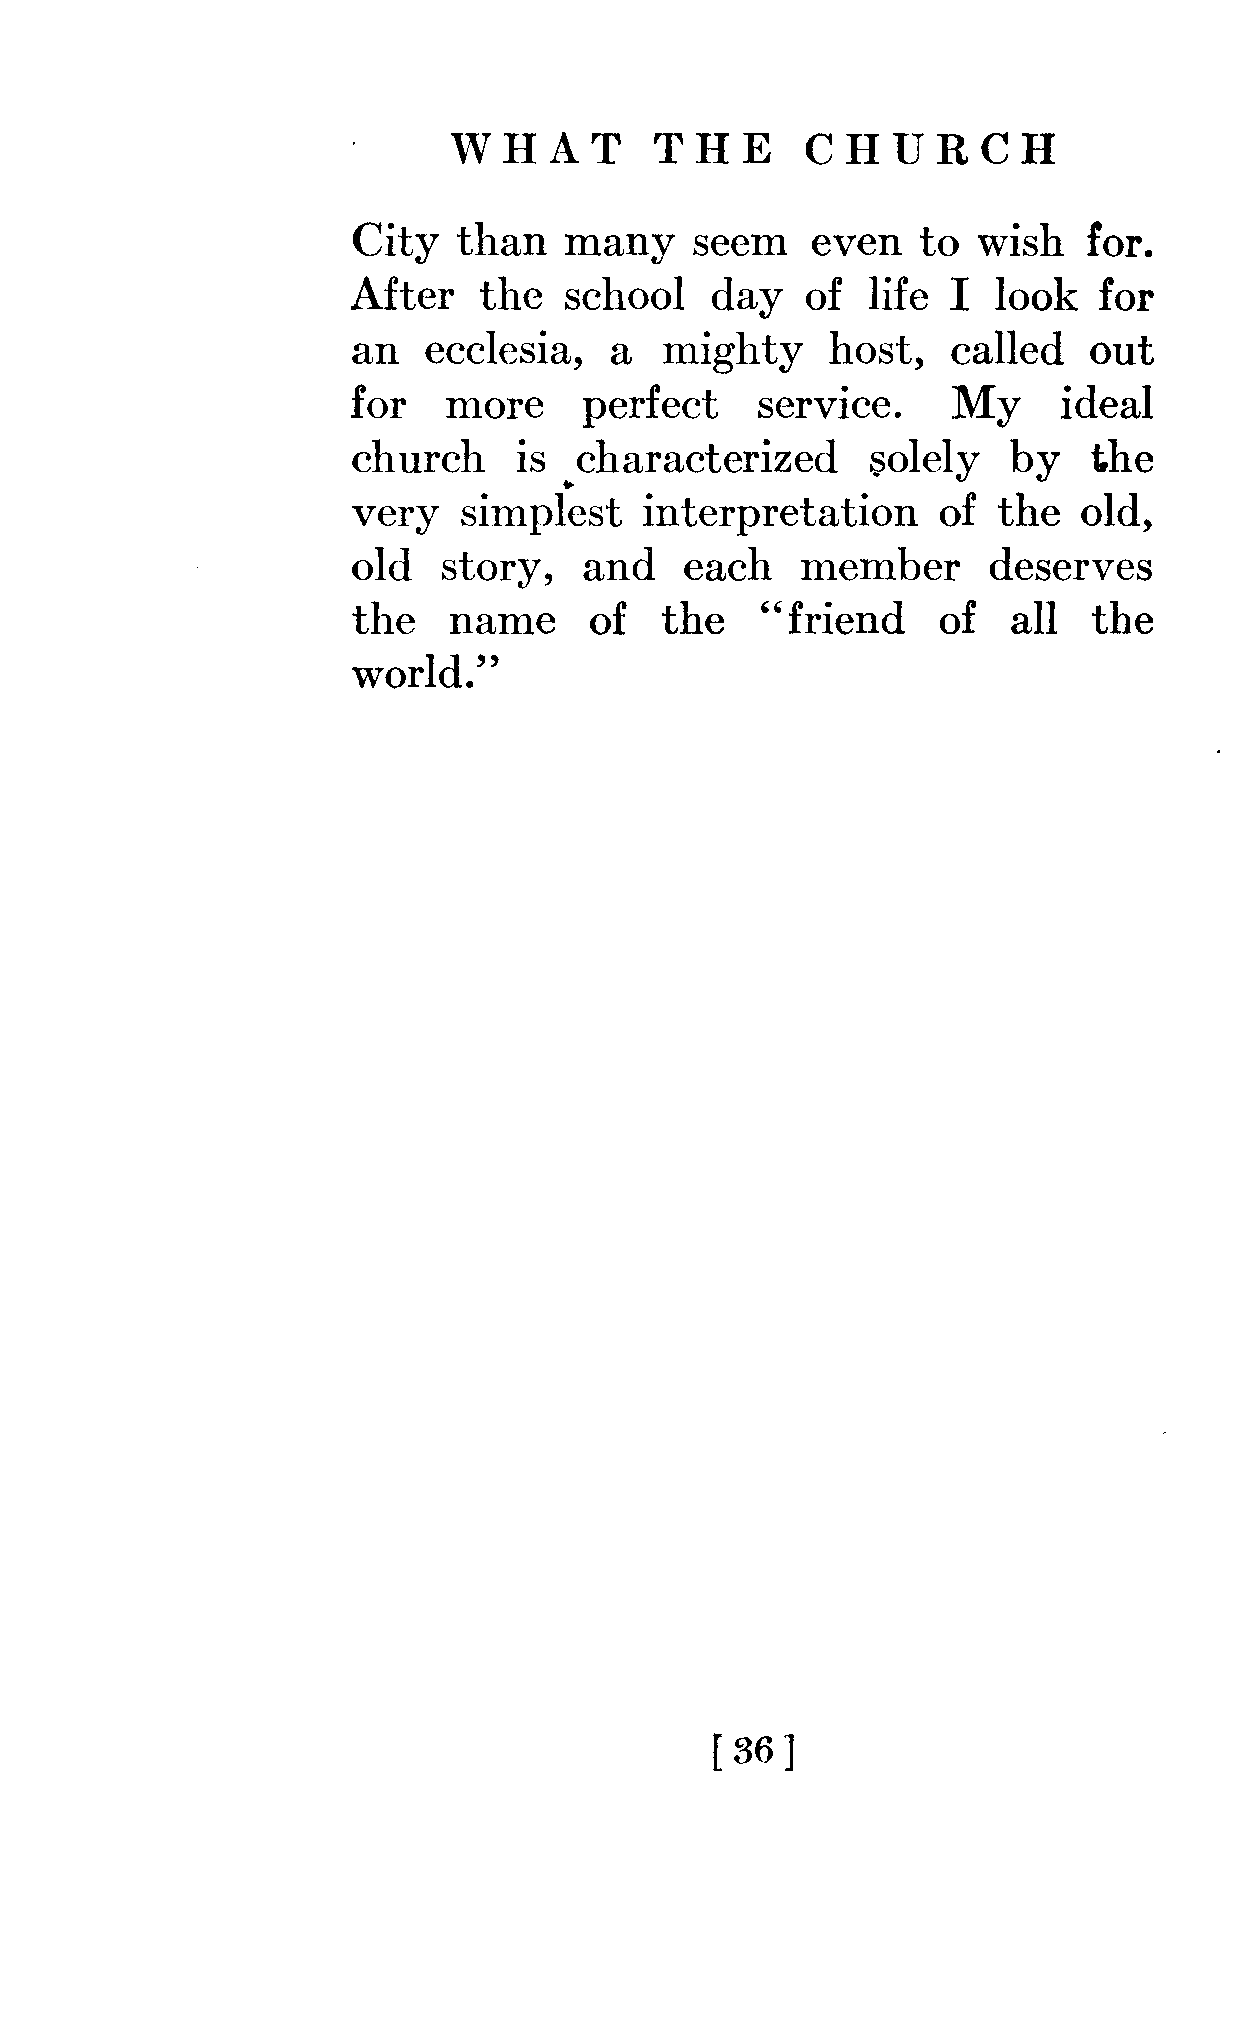 WHAT THE CHURCH
City than many seem even to wish for.
After the school day of life I look for
an ecclesia, a mighty host, called out
for more perfect service. My ideal
church is characterized solely by the
very simplest interpretation of the old,
old story, and each member deserves
the name of the “friend of all the
world.”
[ 36 ]